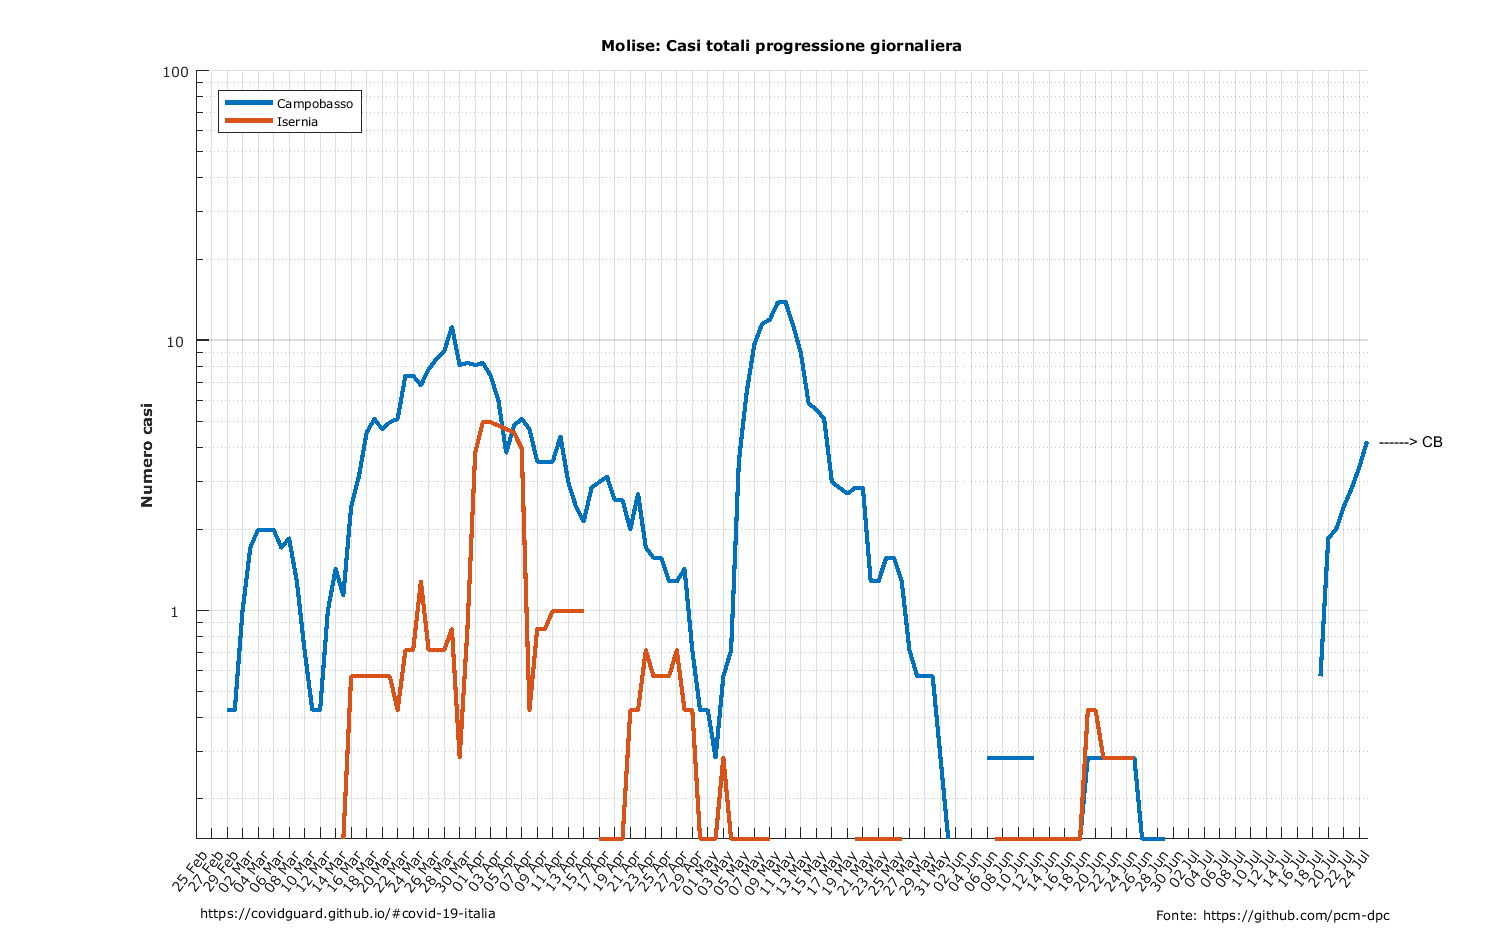 Molise: Casi totali progressione giornaliera
100
Campobasso
Isernia
10
1
Numero casi
------> CB
25 Feb
27 Feb
29 Feb
02 Mar
04 Mar
06 Mar
08 Mar
10 Mar
12 Mar
14 Mar
16 Mar
18 Mar
20 Mar
22 Mar
24 Mar
26 Mar
28 Mar
30 Mar
01 Apr
03 Apr
05 Apr
07 Apr
09 Apr
11 Apr
13 Apr
15 Apr
17 Apr
19 Apr
21 Apr
23 Apr
25 Apr
27 Apr
29 Apr
01 May
03 May
05 May
07 May
09 May
11 May
13 May
15 May
17 May
19 May
21 May
23 May
25 May
27 May
29 May
31 May
02 Jun
04 Jun
06 Jun
08 Jun
10 Jun
12 Jun
14 Jun
16 Jun
18 Jun
20 Jun
22 Jun
24 Jun
26 Jun
28 Jun
30 Jun
02 Jul
04 Jul
06 Jul
08 Jul
10 Jul
12 Jul
14 Jul
16 Jul
18 Jul
20 Jul
22 Jul
24 Jul
https://covidguard.github.io/#covid-19-italia
Fonte: https://github.com/pcm-dpc